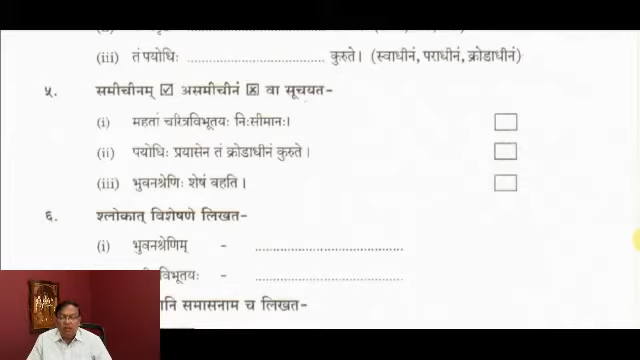 (iii) तं पयोधिः ........................................ कुरुते। (स्वाधीनं, पराधीनं, क्रोडाधीनं)
५. समीचीनम् ☑ असमीचीनं ☒ वा सूचयत-
(i) महतां चरित्रविभूतयः निःसीमानः।
(ii) पयोधिः प्रयासेन तं क्रोडाधीनं कुरुते।
(iii) भुवनश्रेणिः शेषं वहति।
६. श्लोकात् विशेषणे लिखत-
(i) भुवनश्रेणिम् - ........................................
विभूतयः - ........................................
नि समासनाम च लिखत-